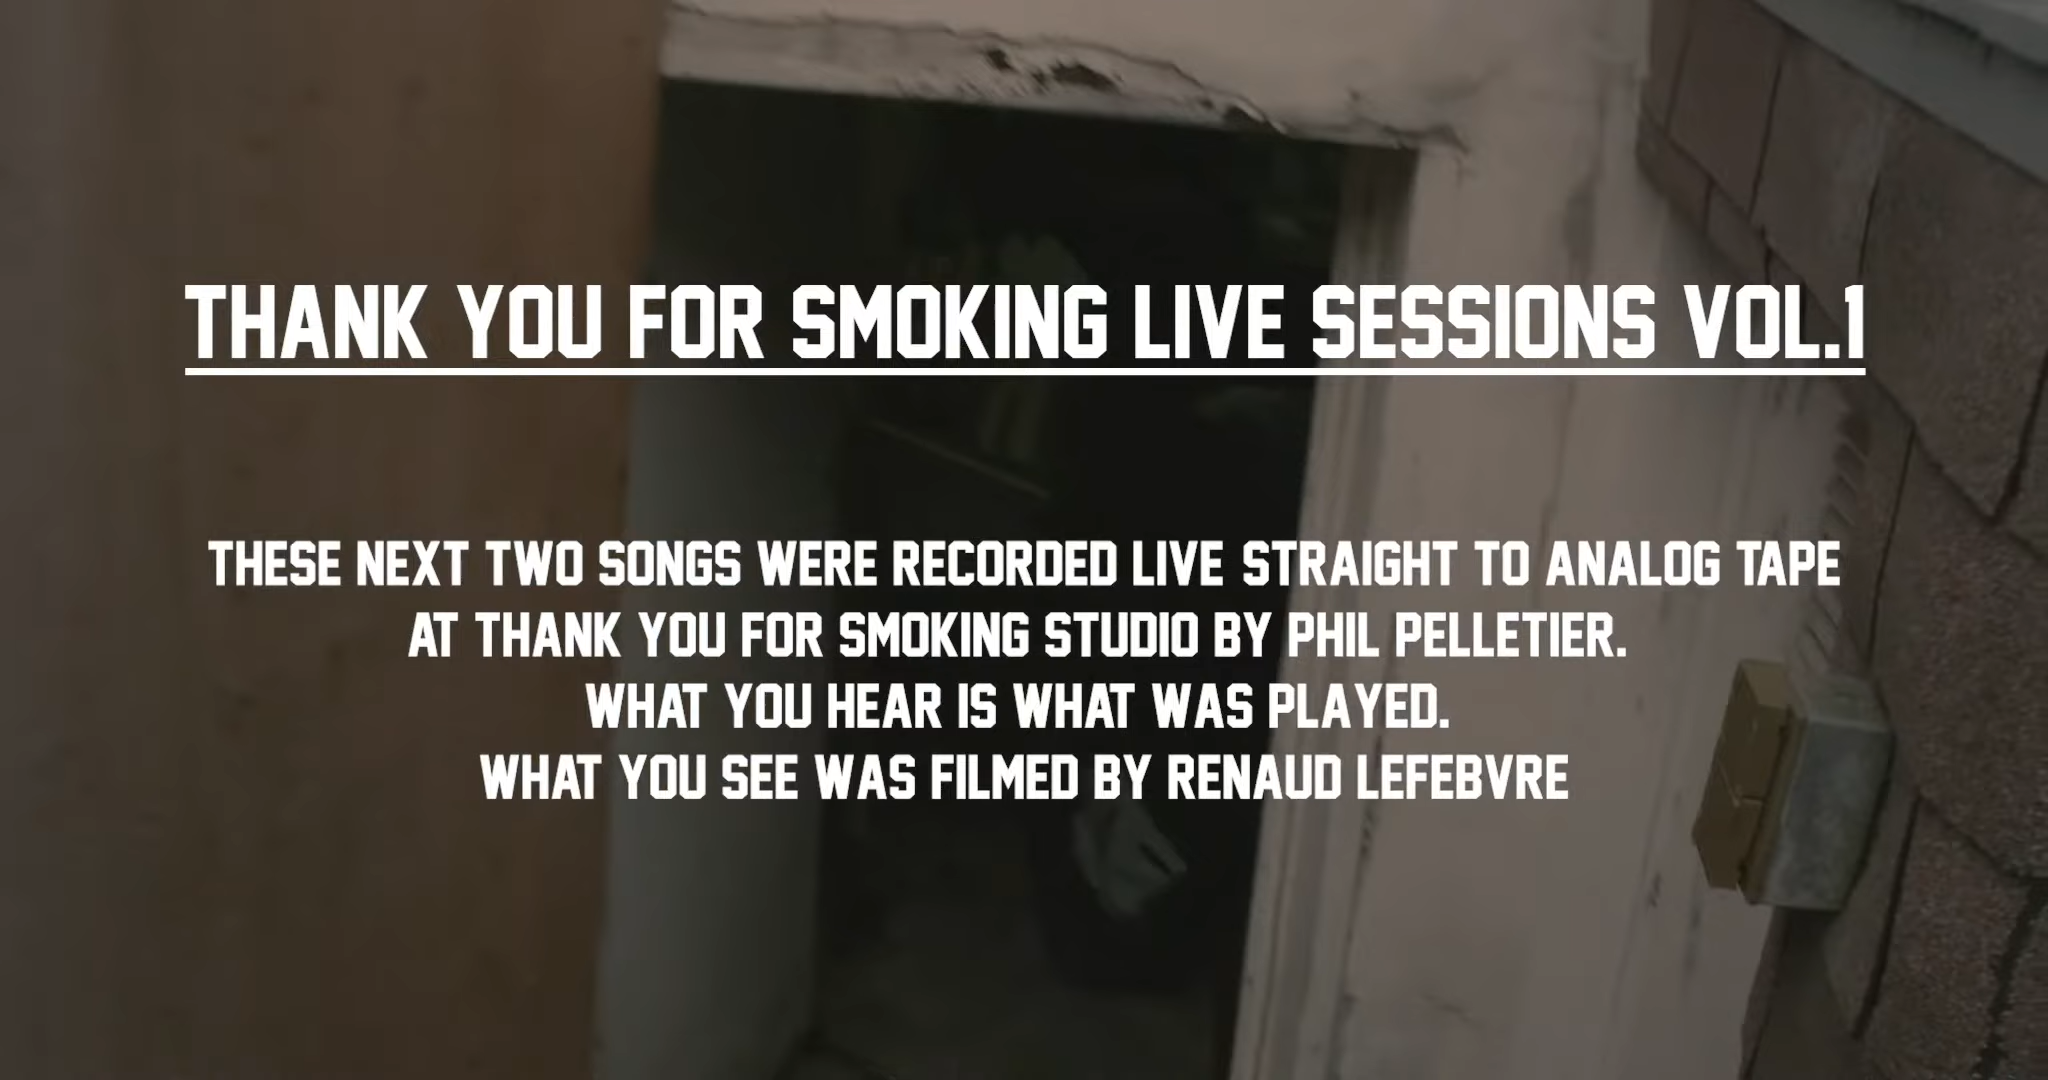 THANK YOU FOR SMOKING LIVE SESSIONS VOL.1
THESE NEXT TWO SONGS WERE RECORDED LIVE STRAIGHT TO ANALOG TAPE
AT THANK YOU FOR SMOKING STUDIO BY PHIL PELLETIER.
WHAT YOU HEAR IS WHAT WAS PLAYED.
WHAT YOU SEE WAS FILMED BY RENAUD LEFEBVRE